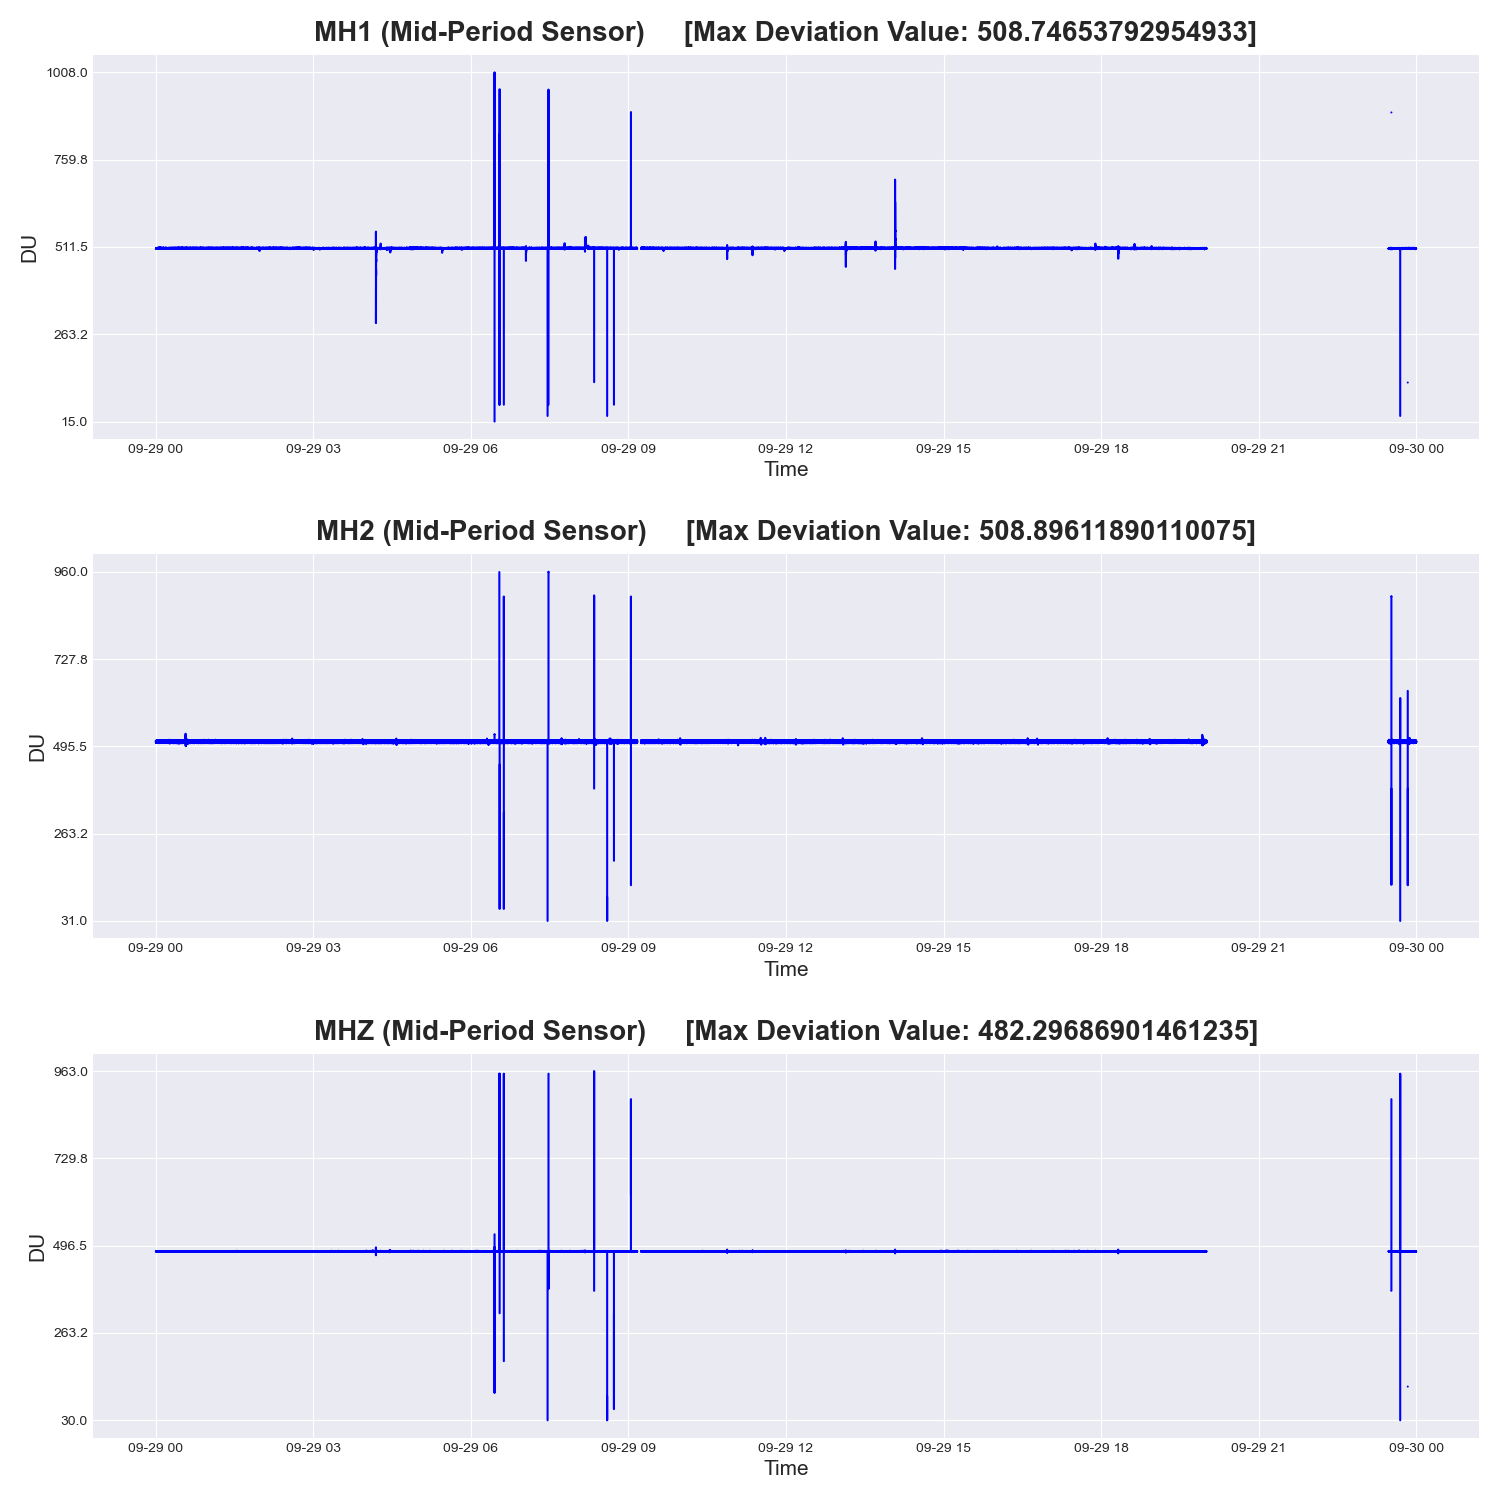 MH1 (Mid-Period Sensor) [Max Deviation Value: 508.74653792954933]
1008.0
759.8
511.5
263.2
15.0
DU
09-29 00 09-29 03 09-29 06 09-29 09 09-29 12 09-29 15 09-29 18 09-29 21 09-30 00
Time
MH2 (Mid-Period Sensor) [Max Deviation Value: 508.89611890110075]
960.0
727.8
495.5
263.2
31.0
DU
09-29 00 09-29 03 09-29 06 09-29 09 09-29 12 09-29 15 09-29 18 09-29 21 09-30 00
Time
MHZ (Mid-Period Sensor) [Max Deviation Value: 482.29686901461235]
963.0
729.8
496.5
263.2
30.0
DU
09-29 00 09-29 03 09-29 06 09-29 09 09-29 12 09-29 15 09-29 18 09-29 21 09-30 00
Time